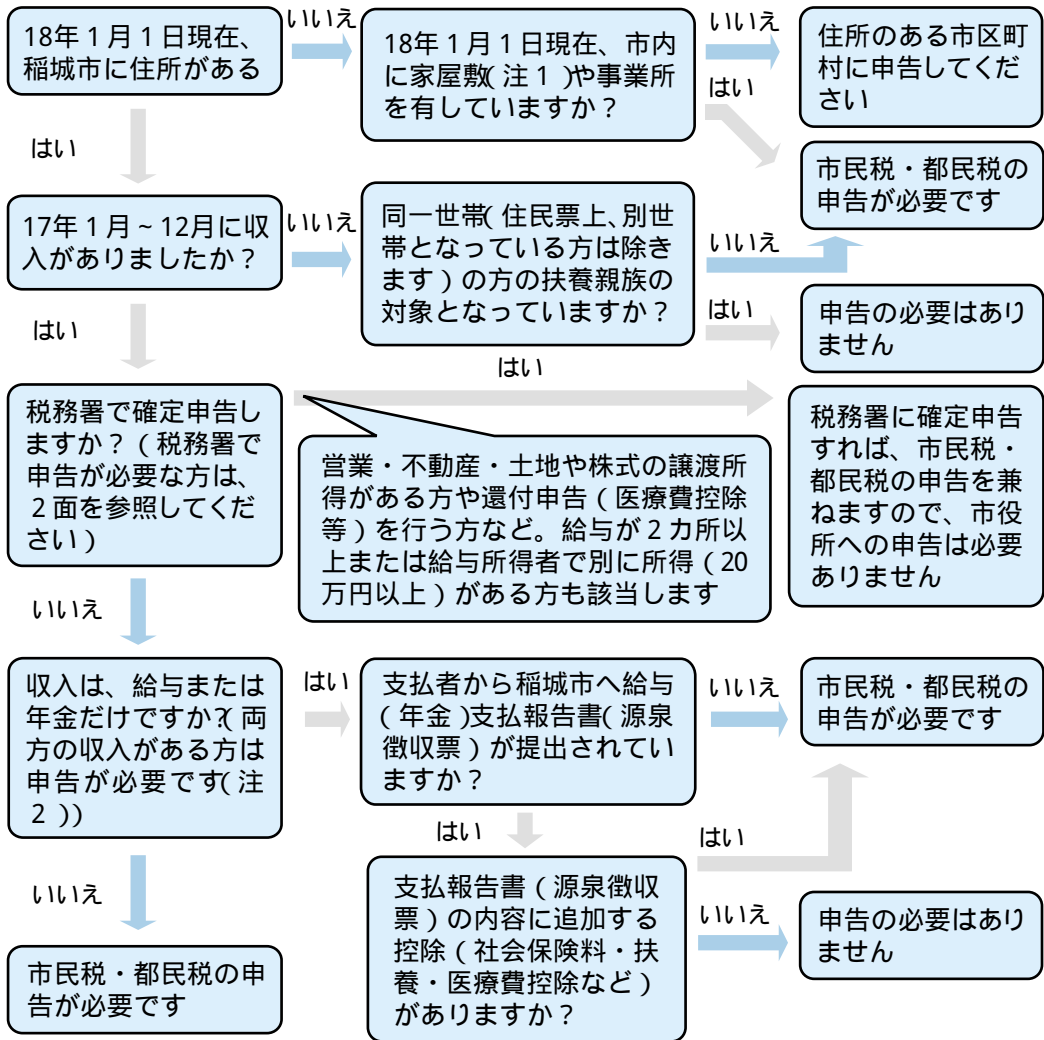 18年１月１日現在、
稲城市に住所がある
いいえ
18年１月１日現在、市内
に家屋敷（注１）や事業所
を有していますか？
いいえ
住所のある市区町
村に申告してくだ
さい
はい
はい
市民税・都民税の
申告が必要です
17年１月～12月に収
入がありましたか？
いいえ
同一世帯（住民票上、別世
帯となっている方は除き
ます）の方の扶養親族の
対象となっていますか？
いいえ
はい
申告の必要はあり
ません
はい
はい
税務署で確定申告し
ますか？（税務署で
申告が必要な方は、
２面を参照してくだ
さい）
営業・不動産・土地や株式の譲渡所
得がある方や還付申告（医療費控除
等）を行う方など。給与が２カ所以
上または給与所得者で別に所得（20
万円以上）がある方も該当します
税務署に確定申告
すれば、市民税・
都民税の申告を兼
ねますので、市役
所への申告は必要
ありません
いいえ
収入は、給与または
年金だけですか？（両
方の収入がある方は
申告が必要です（注
２））
はい
支払者から稲城市へ給与
（年金）支払報告書（源泉
徴収票）が提出されてい
ますか？
いいえ
市民税・都民税の
申告が必要です
はい
はい
いいえ
支払報告書（源泉徴収
票）の内容に追加する
控除（社会保険料・扶
養・医療費控除など）
がありますか？
いいえ
申告の必要はあり
ません
市民税・都民税の申
告が必要です